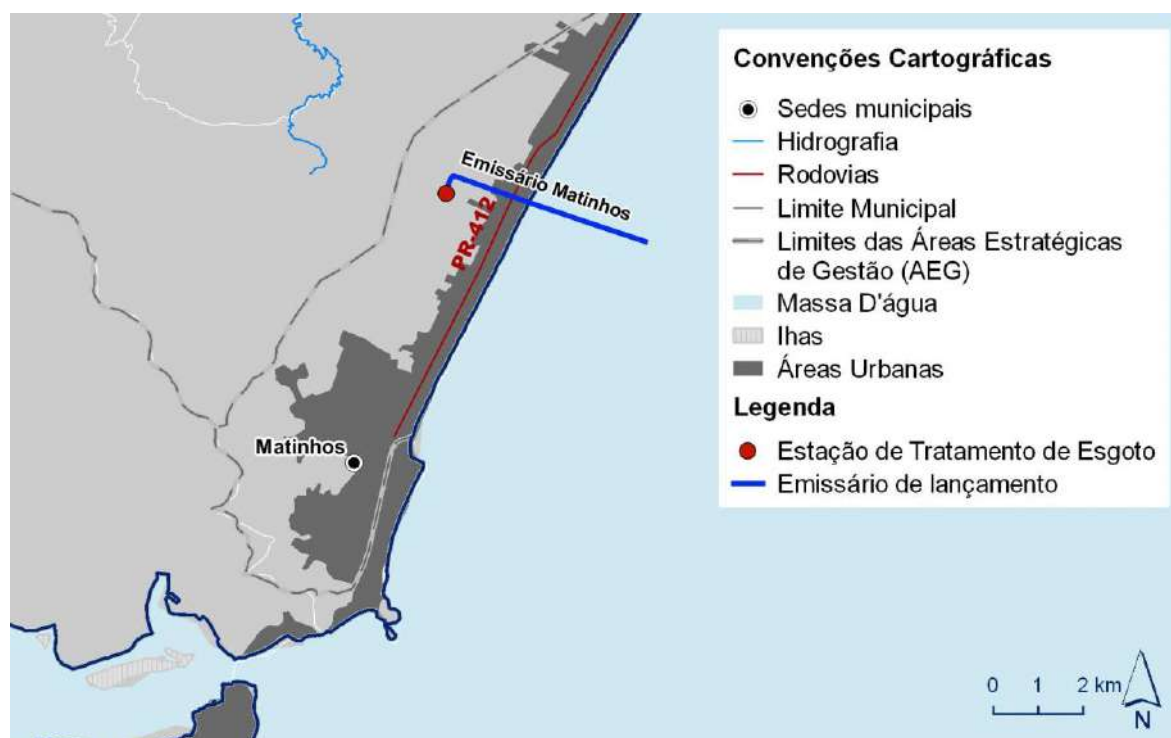 Convenções Cartográficas
Sedes municipais
Hidrografia
Rodovias
Limite Municipal
Limites das Áreas Estratégicas
de Gestão (AEG)
Massa D'água
Ihas
Áreas Urbanas
Legenda
Estação de Tratamento de Esgoto
Emissário de lançamento
Emissário Matinhos
PR-412
Matinhos
0 1 2 km
N